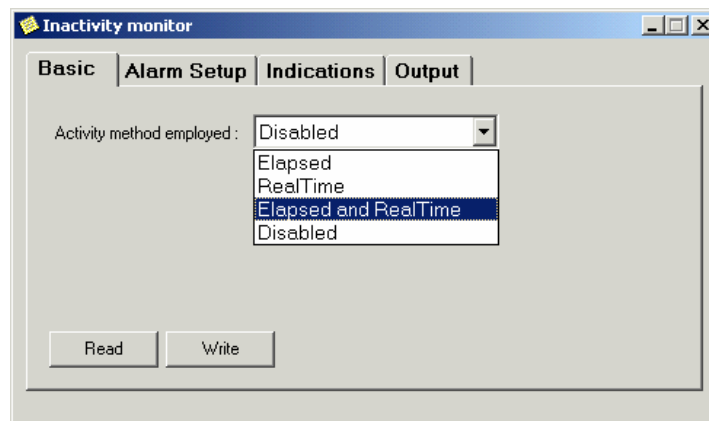 Inactivity monitor
Basic Alarm Setup Indications Output
Activity method employed : Disabled
Elapsed
RealTime
Elapsed and RealTime
Disabled
Read Write